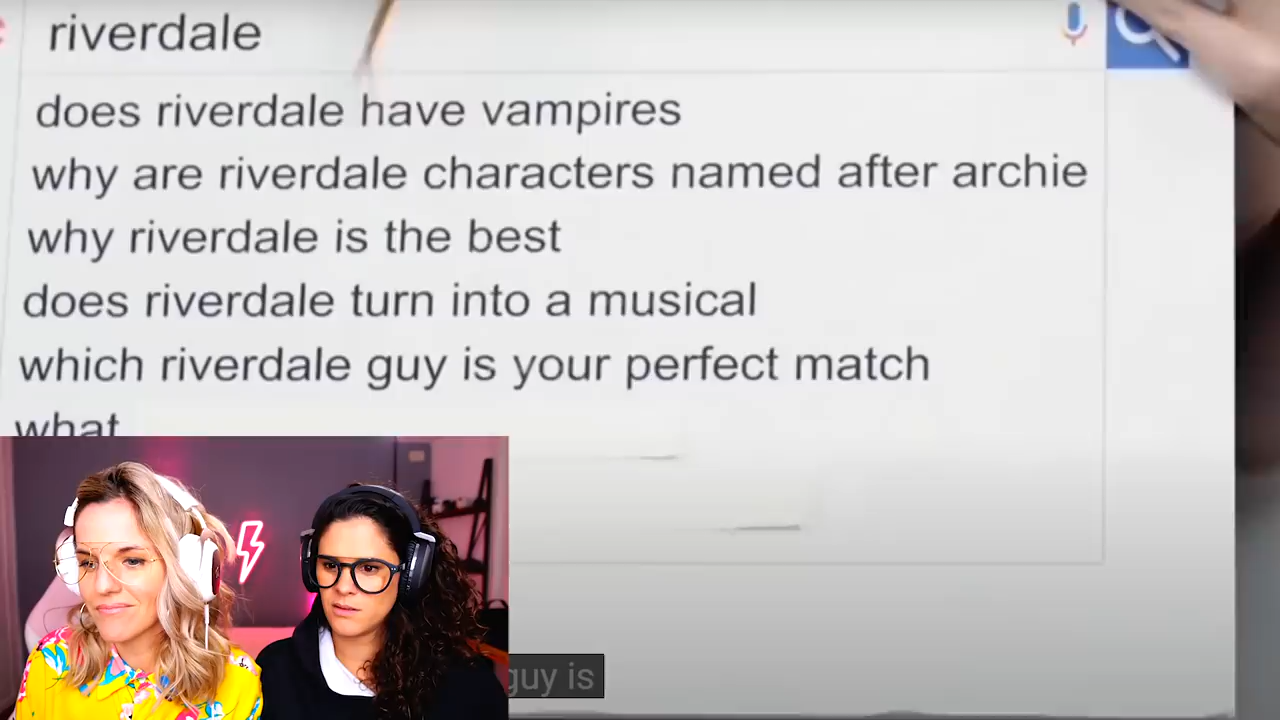 riverdale
does riverdale have vampires
why are riverdale characters named after archie
why riverdale is the best
does riverdale turn into a musical
which riverdale guy is your perfect match
what
guy is